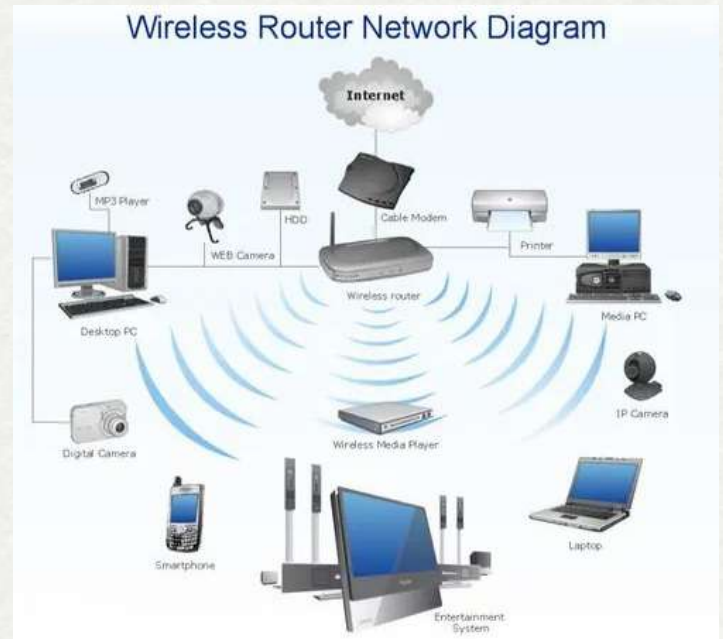 Wireless Router Network Diagram
Internet
MP3 Player
HDD
Cable Modem
WEB Camera
Printer
Wireless router
Desktop PC
Media PC
IP Camera
Wireless Media Player
Digital Camera
Smartphone
Laptop
Entertainment
System